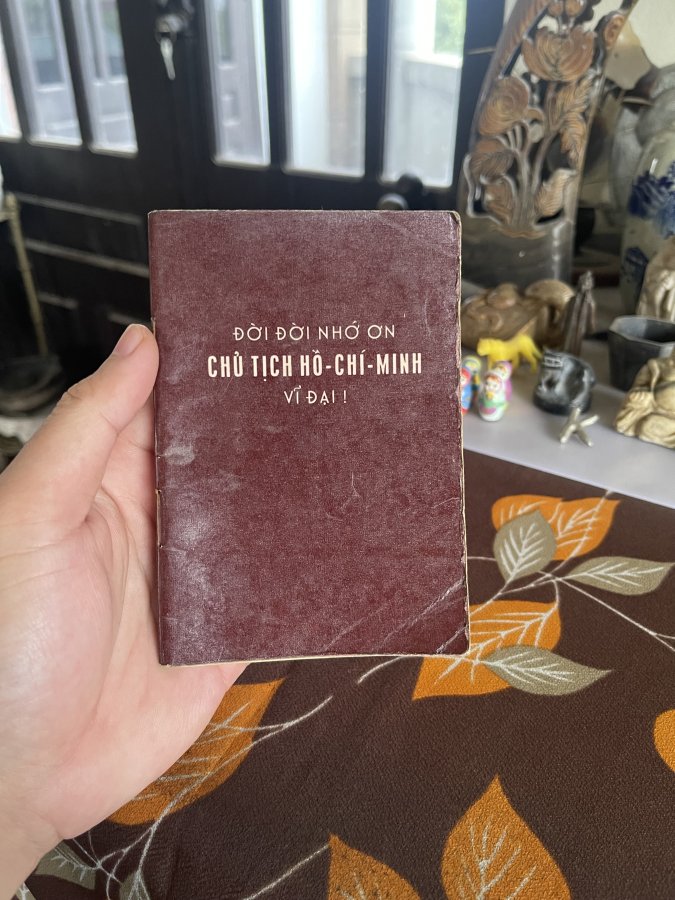 ĐỜI ĐỜI NHỚ ƠN
CHỦ TỊCH HỒ-CHÍ-MINH
VĨ ĐẠI !